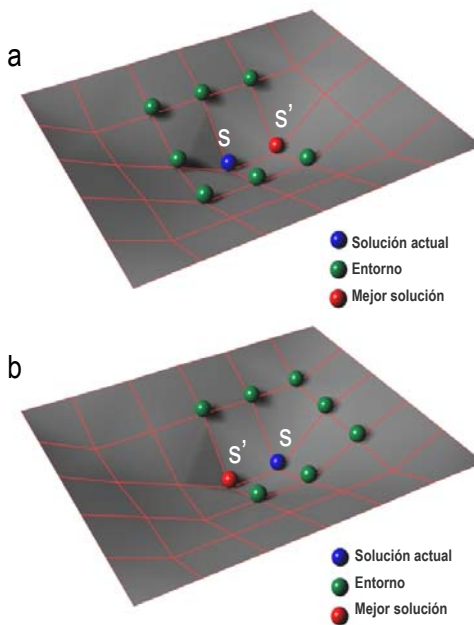 a
S
S'
Solución actual
Entorno
Mejor solución
b
S
S'
Solución actual
Entorno
Mejor solución